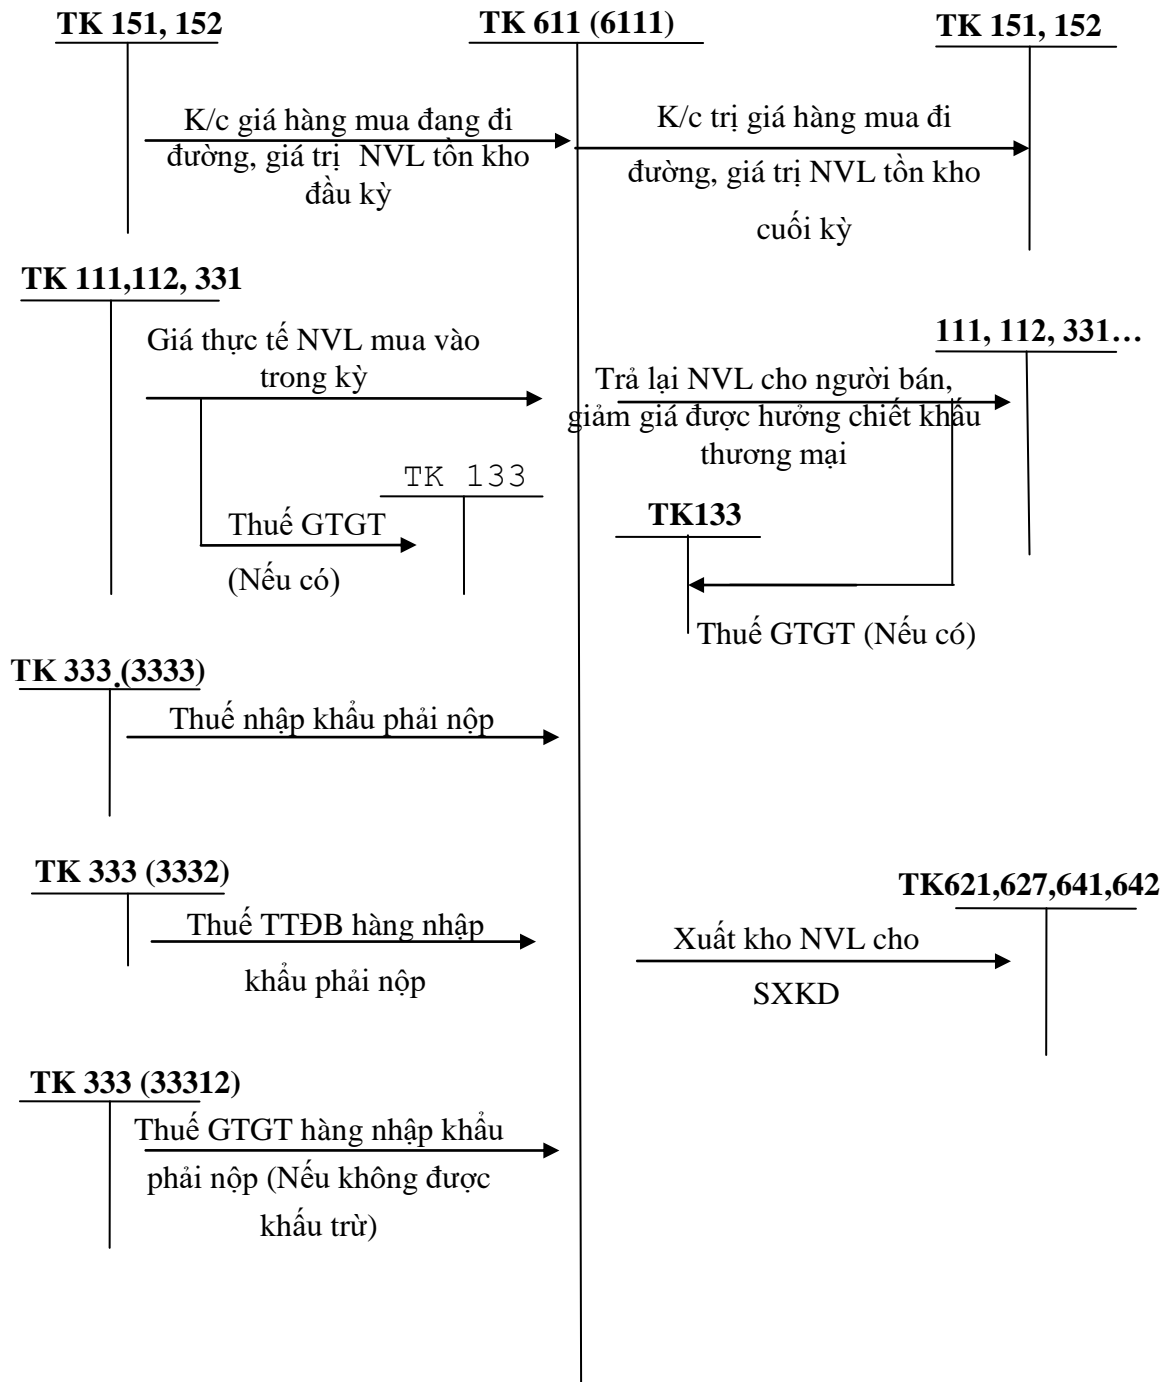 TK 151, 152
TK 611 (6111)
TK 151, 152
K/c giá hàng mua đang đi
đường, giá trị NVL tồn kho
đầu kỳ
K/c trị giá hàng mua đi
đường, giá trị NVL tồn kho
cuối kỳ
TK 111,112, 331
Giá thực tế NVL mua vào
trong kỳ
111, 112, 331…
Trả lại NVL cho người bán,
giảm giá được hưởng chiết khấu
thương mại
TK 133
Thuế GTGT
(Nếu có)
TK133
Thuế GTGT (Nếu có)
TK 333 (3333)
Thuế nhập khẩu phải nộp
TK 333 (3332)
Thuế TTĐB hàng nhập
khẩu phải nộp
TK621,627,641,642
Xuất kho NVL cho
SXKD
TK 333 (33312)
Thuế GTGT hàng nhập khẩu
phải nộp (Nếu không được
khấu trừ)